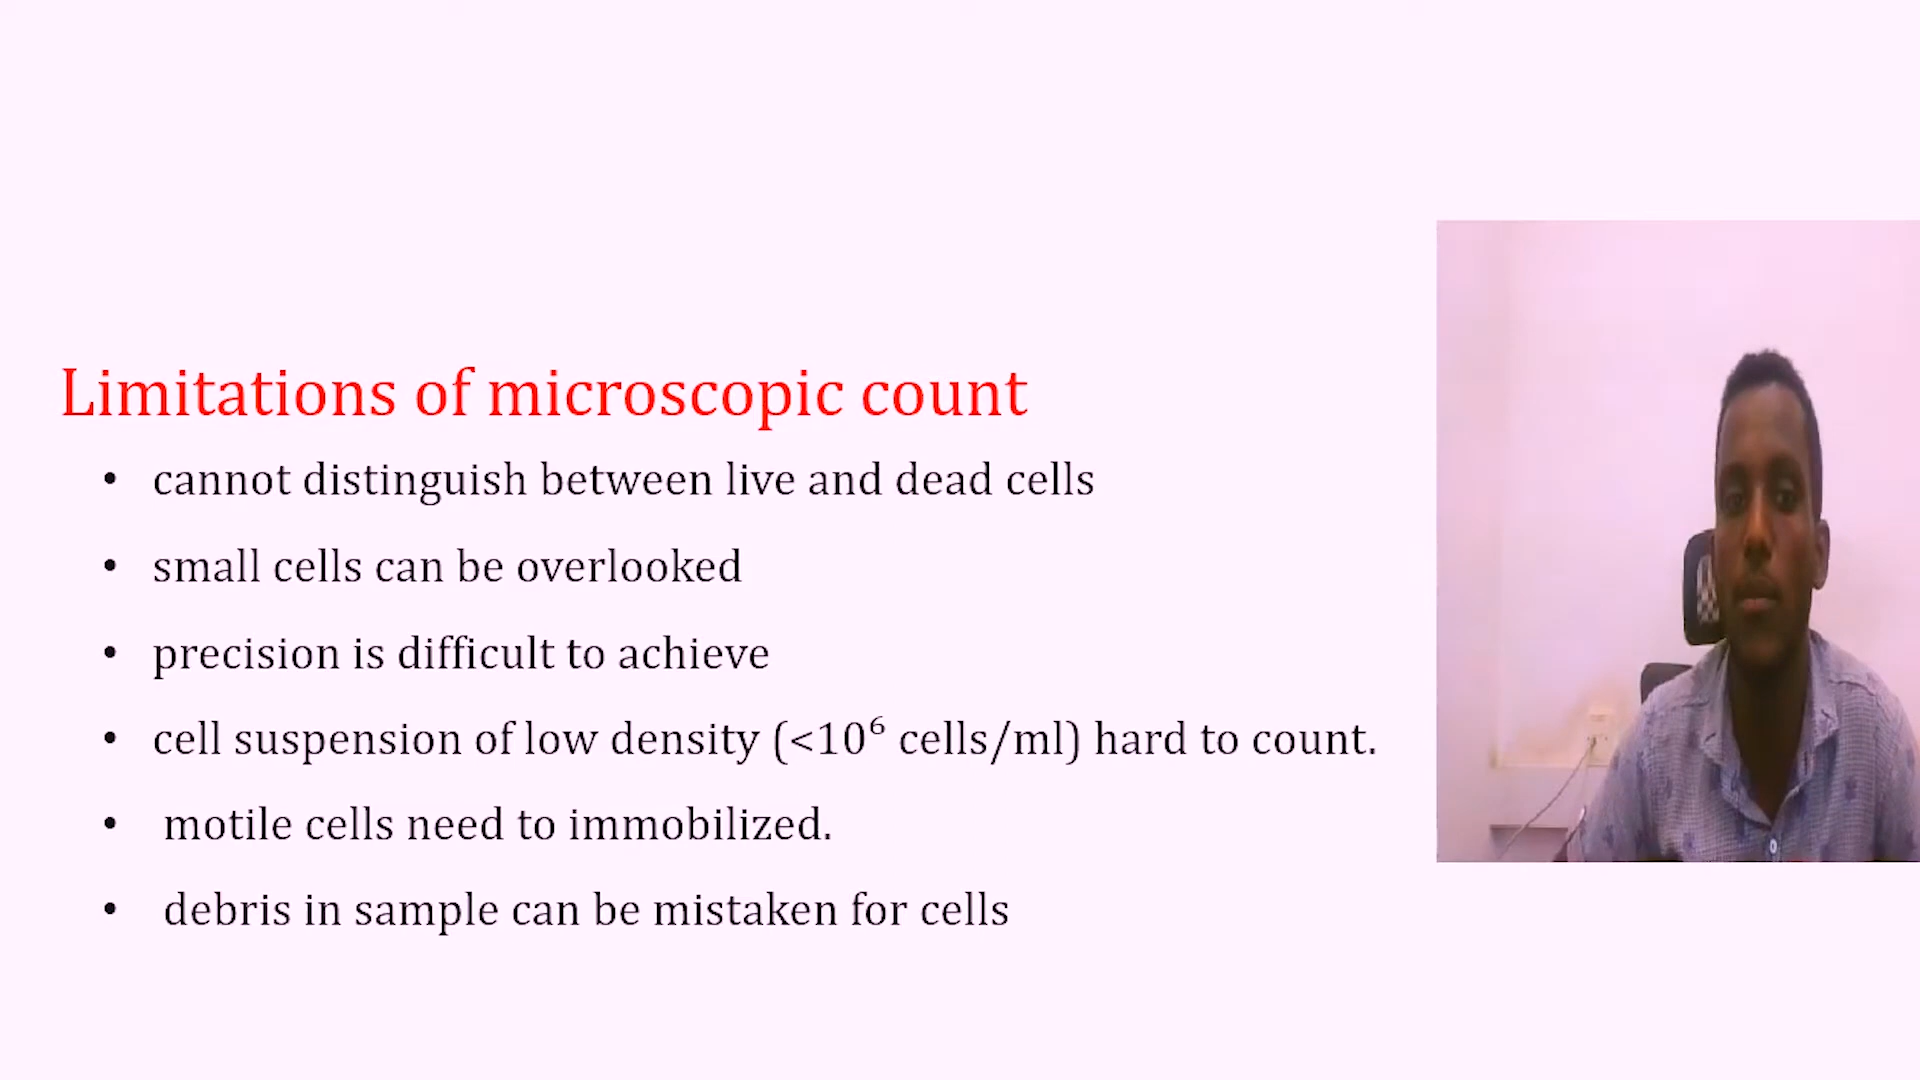 Limitations of microscopic count
• cannot distinguish between live and dead cells
• small cells can be overlooked
• precision is difficult to achieve
• cell suspension of low density (<10⁶ cells/ml) hard to count.
• motile cells need to immobilized.
• debris in sample can be mistaken for cells